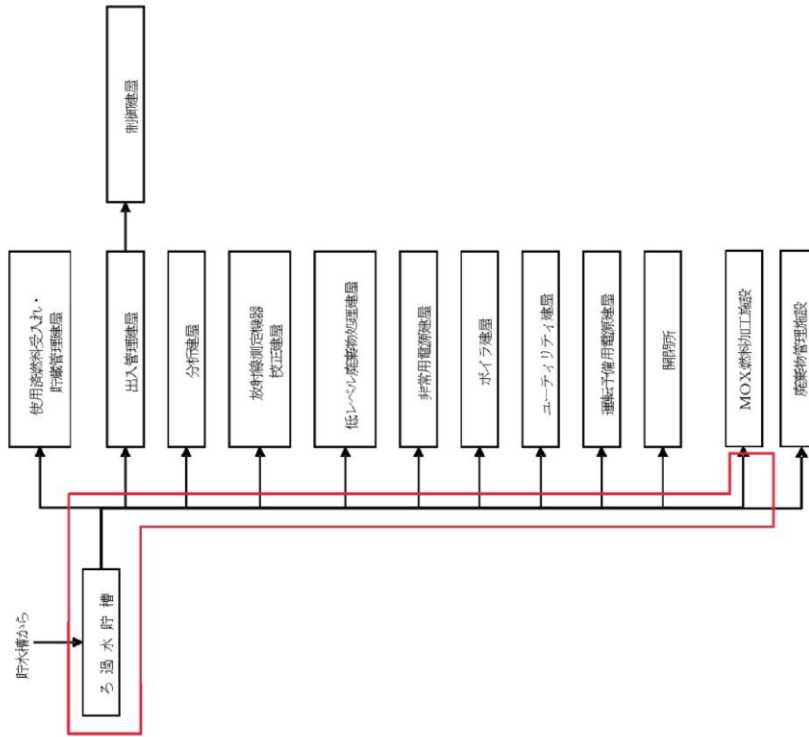 貯水槽から
ろ過水貯槽
使用済燃料受入れ・
貯蔵管理建屋
出入管理建屋
制御建屋
分析建屋
放射線測定機器
校正建屋
低レベル廃棄物処理建屋
非常用電源建屋
ボイラ建屋
ユーティリティ建屋
運転予備用電源建屋
開閉所
MOX燃料加工施設
廃棄物管理施設